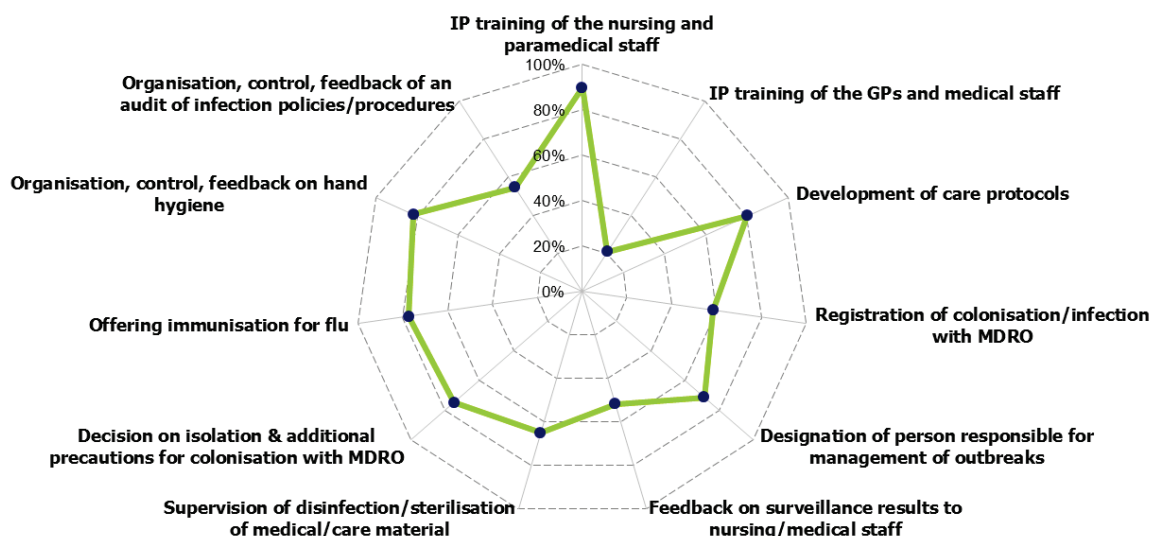 IP training of the nursing and
paramedical staff
100%
80%
60%
40%
20%
0%
IP training of the GPs and medical staff
Development of care protocols
Registration of colonisation/infection
with MDRO
Designation of person responsible for
management of outbreaks
Feedback on surveillance results to
nursing/medical staff
Supervision of disinfection/sterilisation
of medical/care material
Decision on isolation & additional
precautions for colonisation with MDRO
Offering immunisation for flu
Organisation, control, feedback on hand
hygiene
Organisation, control, feedback of an
audit of infection policies/procedures